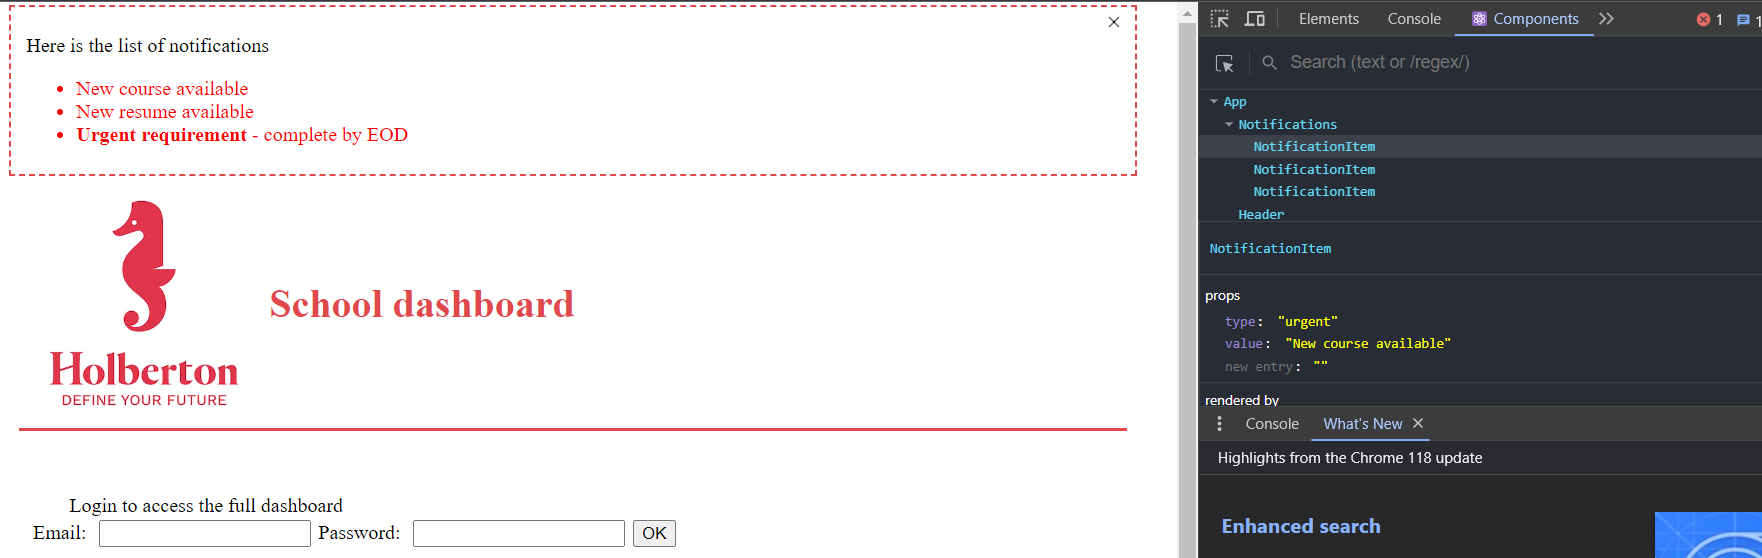 Here is the list of notifications
New course available
New resume available
Urgent requirement - complete by EOD
Holberton
DEFINE YOUR FUTURE
School dashboard
Login to access the full dashboard
Email: Password: OK
Elements Console Components 1 1
Search (text or /regex/)
App
Notifications
NotificationItem
NotificationItem
NotificationItem
Header
NotificationItem
props
type: "urgent"
value: "New course available"
new entry: ""
rendered by
Console What's New
Highlights from the Chrome 118 update
Enhanced search